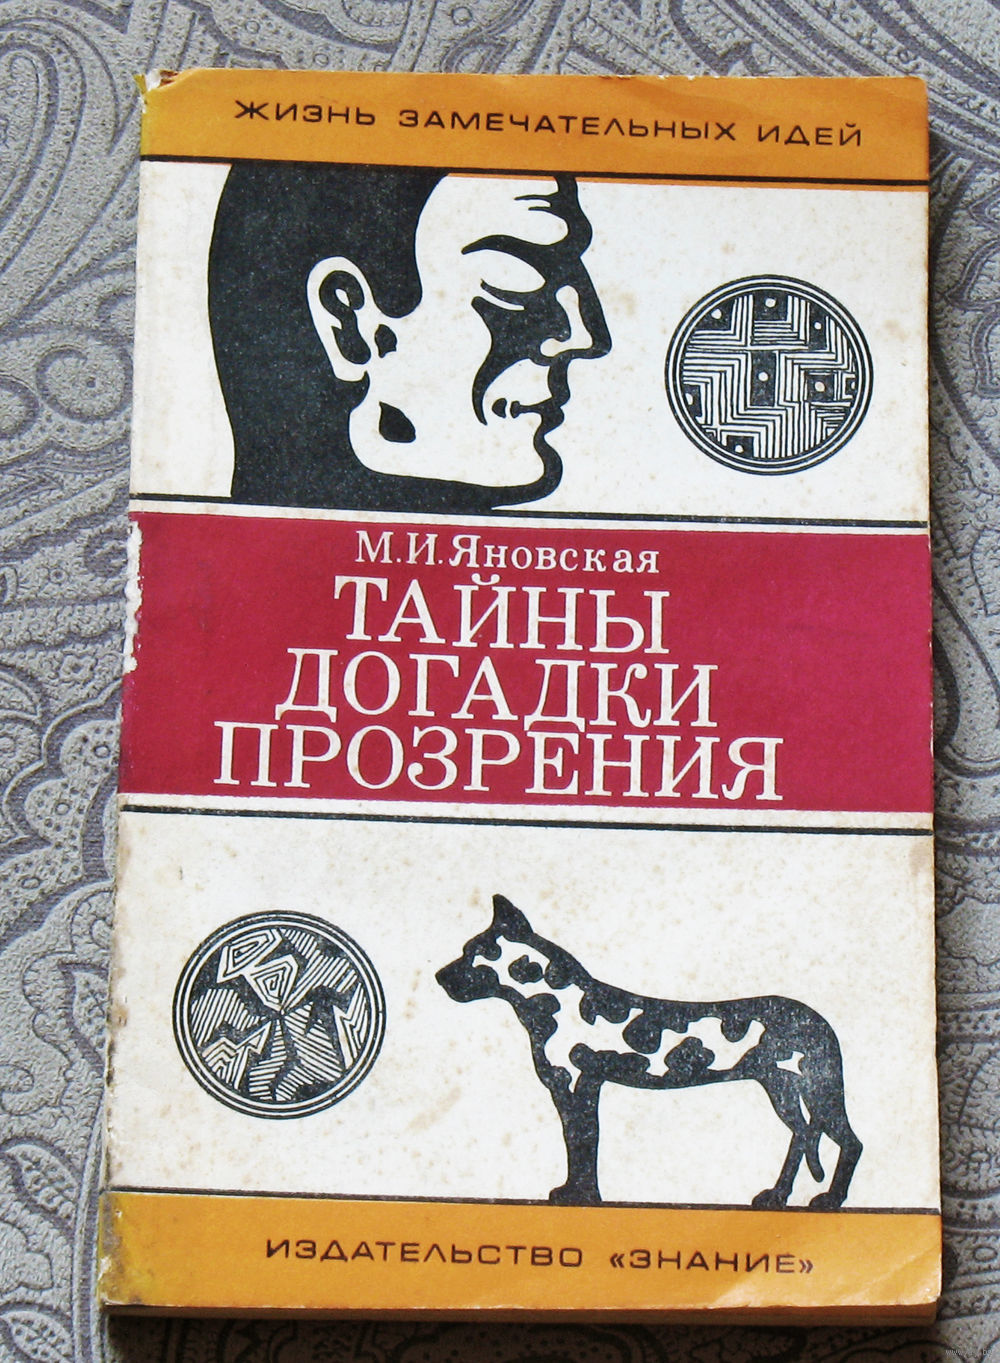 ЖИЗНЬ ЗАМЕЧАТЕЛЬНЫХ ИДЕЙ
М.И.Яновская
ТАЙНЫ
ДОГАДКИ
ПРОЗРЕНИЯ
ИЗДАТЕЛЬСТВО «ЗНАНИЕ»